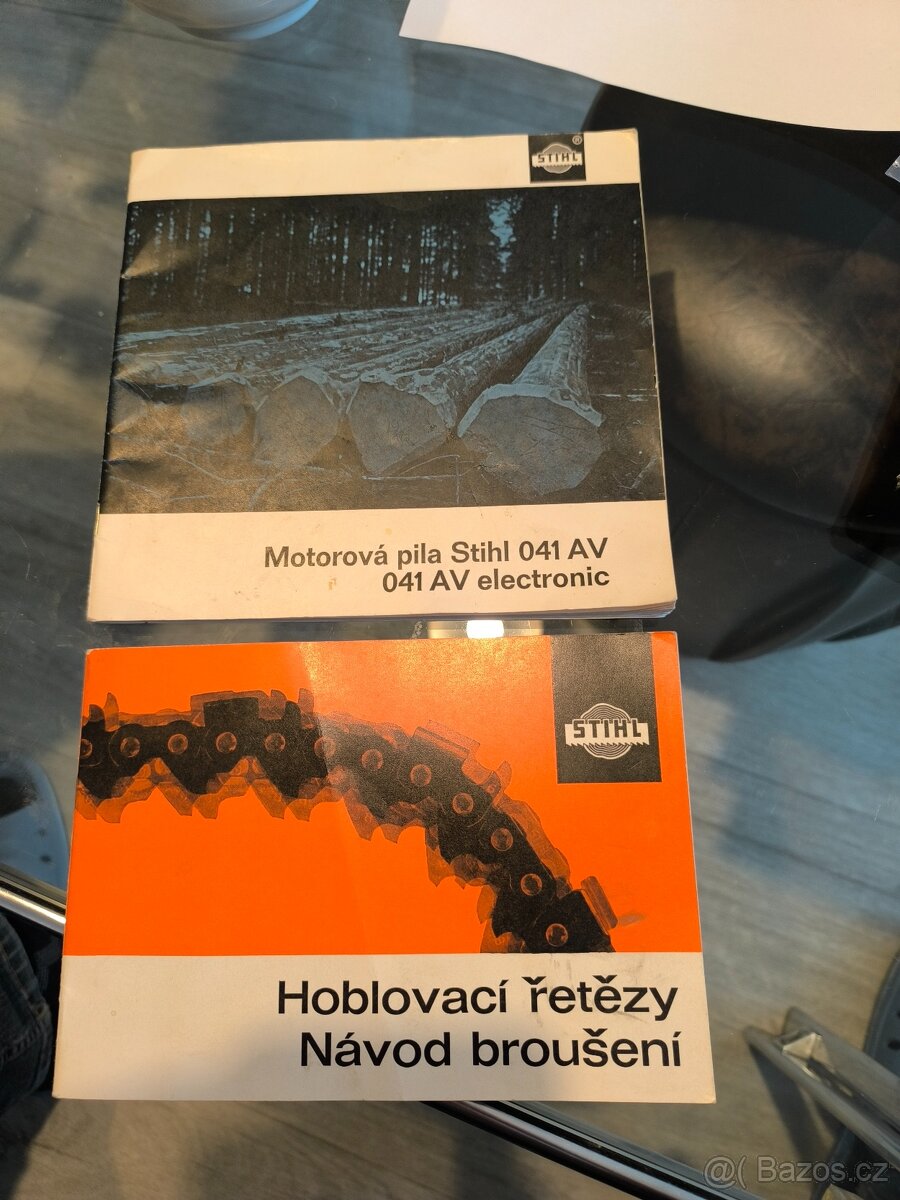 STIHL®
Motorová pila Stihl 041 AV
041 AV electronic
STIHL
Hoblovací řetězy
Návod broušení
@( Bazos.cz